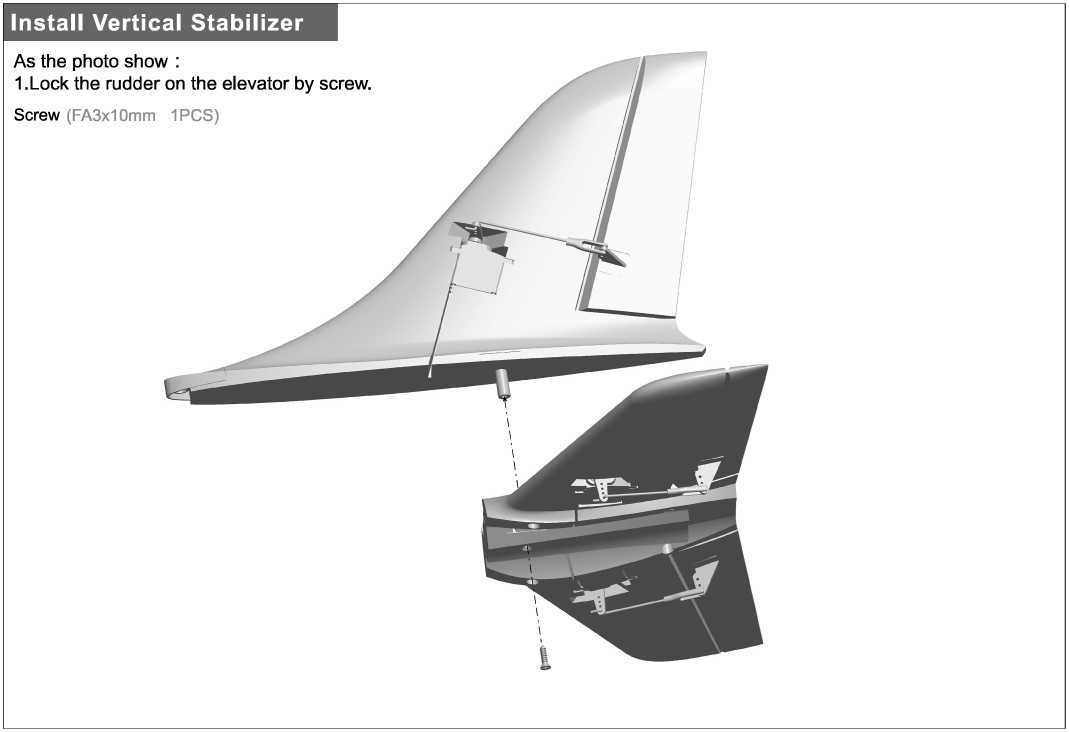 Install Vertical Stabilizer
As the photo show :
1.Lock the rudder on the elevator by screw.
Screw (FA3x10mm 1PCS)